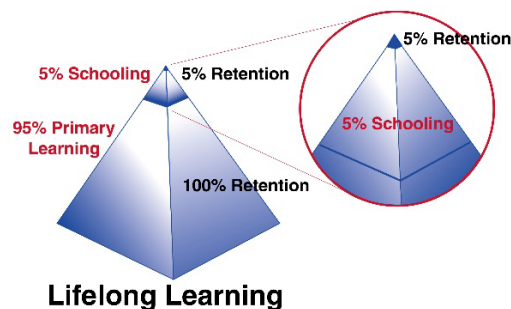 5% Schooling
5% Retention
95% Primary
Learning
100% Retention
5% Retention
5% Schooling
Lifelong Learning